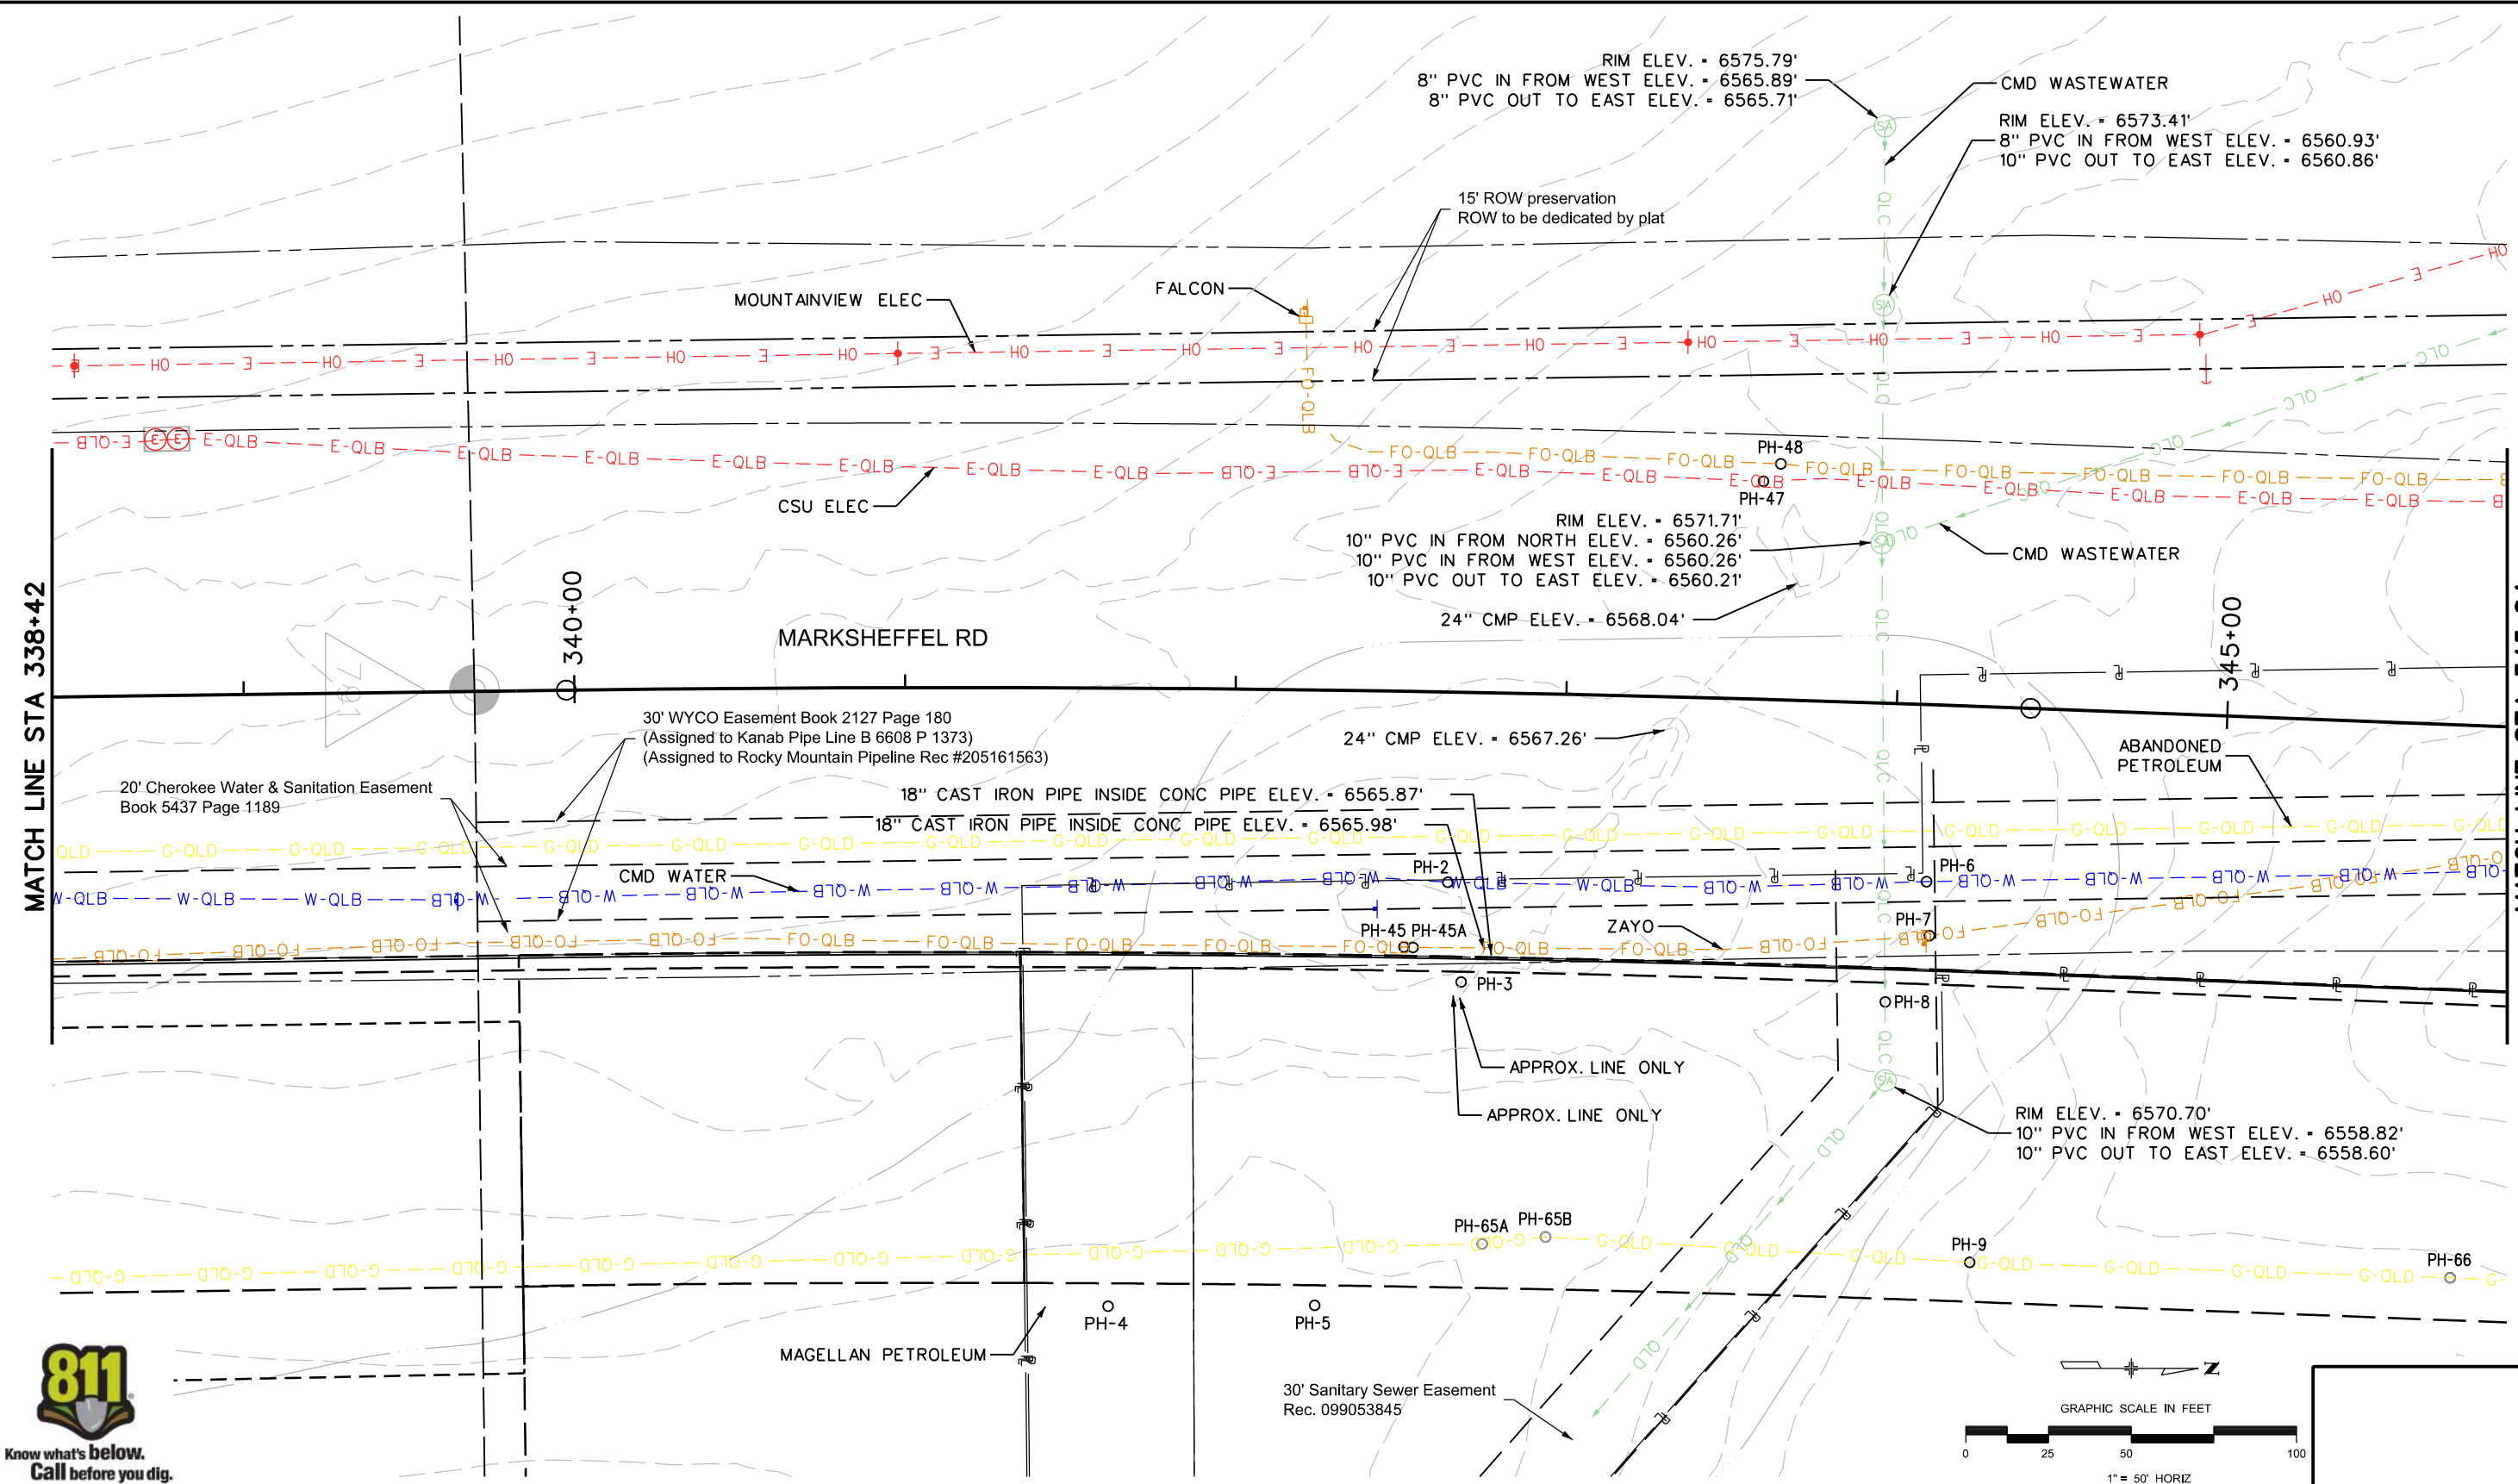 RIM ELEV. = 6575.79'
8" PVC IN FROM WEST ELEV. = 6565.89'
8" PVC OUT TO EAST ELEV. = 6565.71'
CMD WASTEWATER
RIM ELEV. = 6573.41'
8" PVC IN FROM WEST ELEV. = 6560.93'
10" PVC OUT TO EAST ELEV. = 6560.86'
15' ROW preservation
ROW to be dedicated by plat
MOUNTAINVIEW ELEC
FALCON
CSU ELEC
PH-48
PH-47
RIM ELEV. = 6571.71'
10" PVC IN FROM NORTH ELEV. = 6560.26'
10" PVC IN FROM WEST ELEV. = 6560.26'
10" PVC OUT TO EAST ELEV. = 6560.21'
CMD WASTEWATER
24" CMP ELEV. = 6568.04'
MATCH LINE STA 338+42
340+00
MARKSHEFFEL RD
345+00
791
30' WYCO Easement Book 2127 Page 180
(Assigned to Kanab Pipe Line B 6608 P 1373)
(Assigned to Rocky Mountain Pipeline Rec #205161563)
24" CMP ELEV. = 6567.26'
ABANDONED
PETROLEUM
20' Cherokee Water & Sanitation Easement
Book 5437 Page 1189
18" CAST IRON PIPE INSIDE CONC PIPE ELEV. = 6565.87'
18" CAST IRON PIPE INSIDE CONC PIPE ELEV. = 6565.98'
CMD WATER
PH-2
PH-6
PH-45 PH-45A
ZAYO
PH-7
PH-3
PH-8
APPROX. LINE ONLY
APPROX. LINE ONLY
RIM ELEV. = 6570.70'
10" PVC IN FROM WEST ELEV. = 6558.82'
10" PVC OUT TO EAST ELEV. = 6558.60'
PH-65A PH-65B
PH-9
PH-66
PH-4
PH-5
MAGELLAN PETROLEUM
30' Sanitary Sewer Easement
Rec. 099053845
811
Know what's below.
Call before you dig.
N
GRAPHIC SCALE IN FEET
0 25 50 100
1" = 50' HORIZ